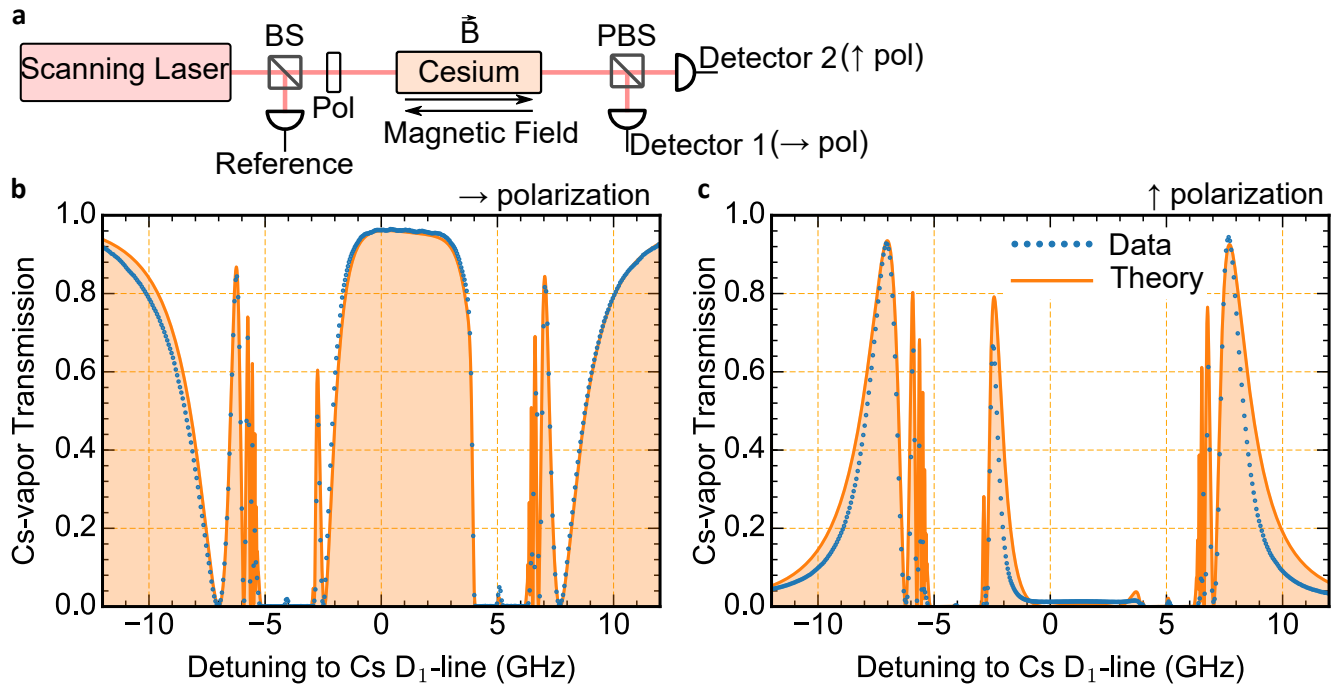 a
Scanning Laser
BS
Pol
Reference
B⃗
Cesium
Magnetic Field
PBS
Detector 2 (↑ pol)
Detector 1 (→ pol)
b
→ polarization
Cs-vapor Transmission
1.0
0.8
0.6
0.4
0.2
0.0
−10 −5 0 5 10
Detuning to Cs D₁-line (GHz)
c
↑ polarization
Data
Theory
Cs-vapor Transmission
1.0
0.8
0.6
0.4
0.2
0.0
−10 −5 0 5 10
Detuning to Cs D₁-line (GHz)